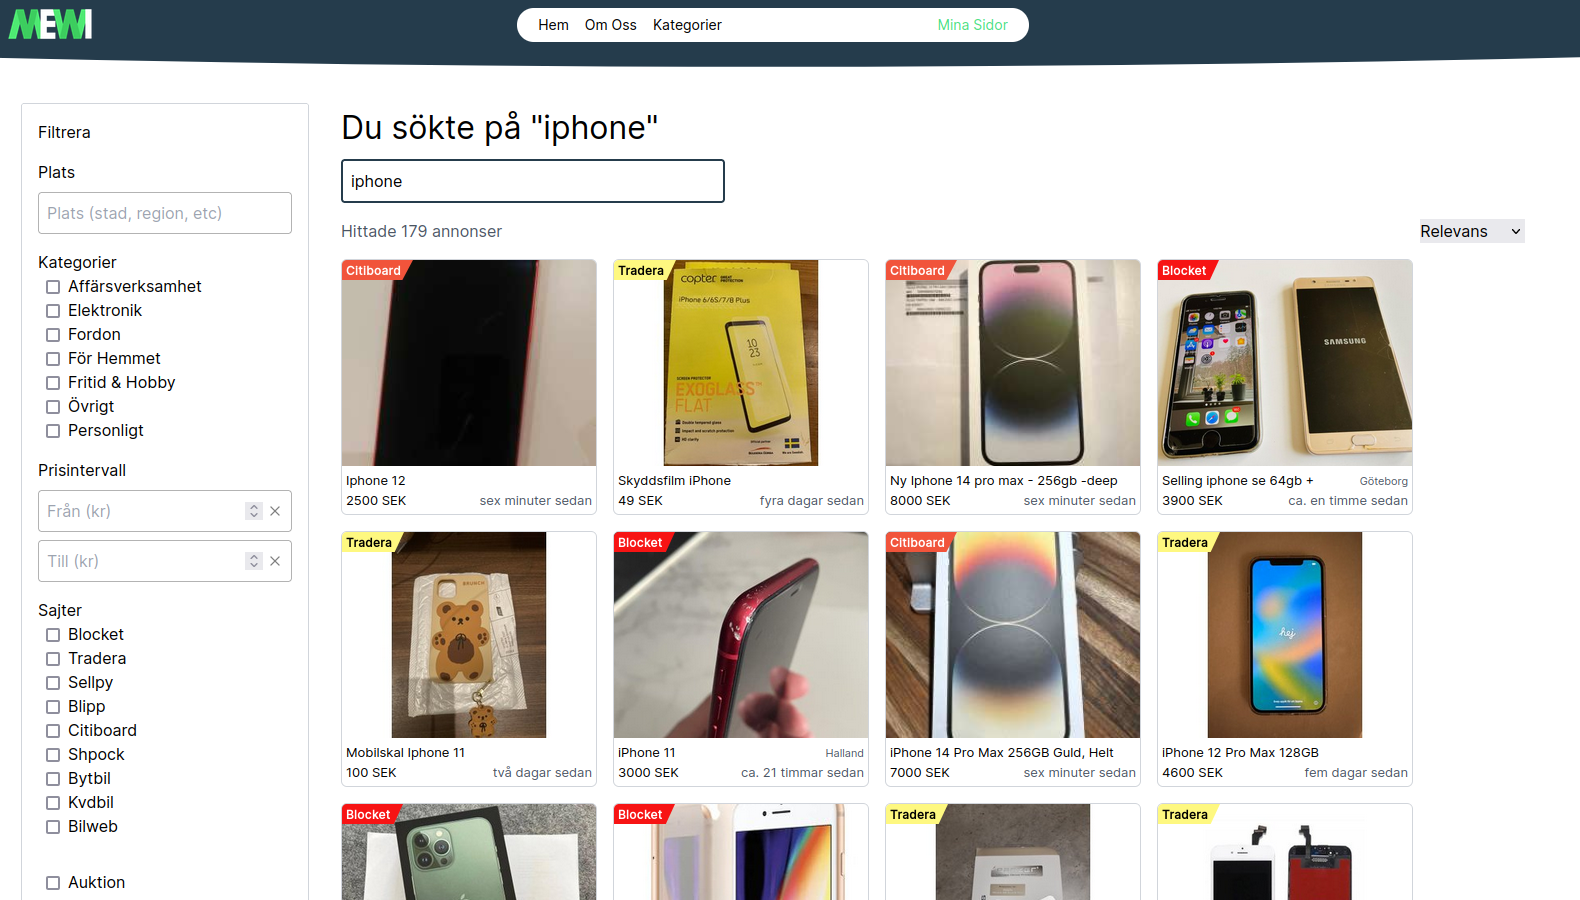 MEWI
Hem
Om Oss
Kategorier
Mina Sidor
Filtrera
Plats
Plats (stad, region, etc)
Kategorier
Affärsverksamhet
Elektronik
Fordon
För Hemmet
Fritid & Hobby
Övrigt
Personligt
Prisintervall
Från (kr)
Till (kr)
Sajter
Blocket
Tradera
Sellpy
Blipp
Citiboard
Shpock
Bytbil
Kvdbil
Bilweb
Auktion
Du sökte på "iphone"
iphone
Hittade 179 annonser
Relevans
Citiboard
Iphone 12
2500 SEK
sex minuter sedan
Tradera
copter
iPhone 6/6S/7/8 Plus
10
23
SCREEN PROTECTOR
EXOGLASS™
FLAT
Skyddsfilm iPhone
49 SEK
fyra dagar sedan
Citiboard
Ny Iphone 14 pro max - 256gb -deep
8000 SEK
sex minuter sedan
Blocket
SAMSUNG
Selling iphone se 64gb +
Göteborg
3900 SEK
ca. en timme sedan
Tradera
BRUNCH
Mobilskal Iphone 11
100 SEK
två dagar sedan
Blocket
iPhone 11
Halland
3000 SEK
ca. 21 timmar sedan
Citiboard
iPhone 14 Pro Max 256GB Guld, Helt
7000 SEK
sex minuter sedan
Tradera
hej
iPhone 12 Pro Max 128GB
4600 SEK
fem dagar sedan
Blocket
Blocket
Tradera
Tradera